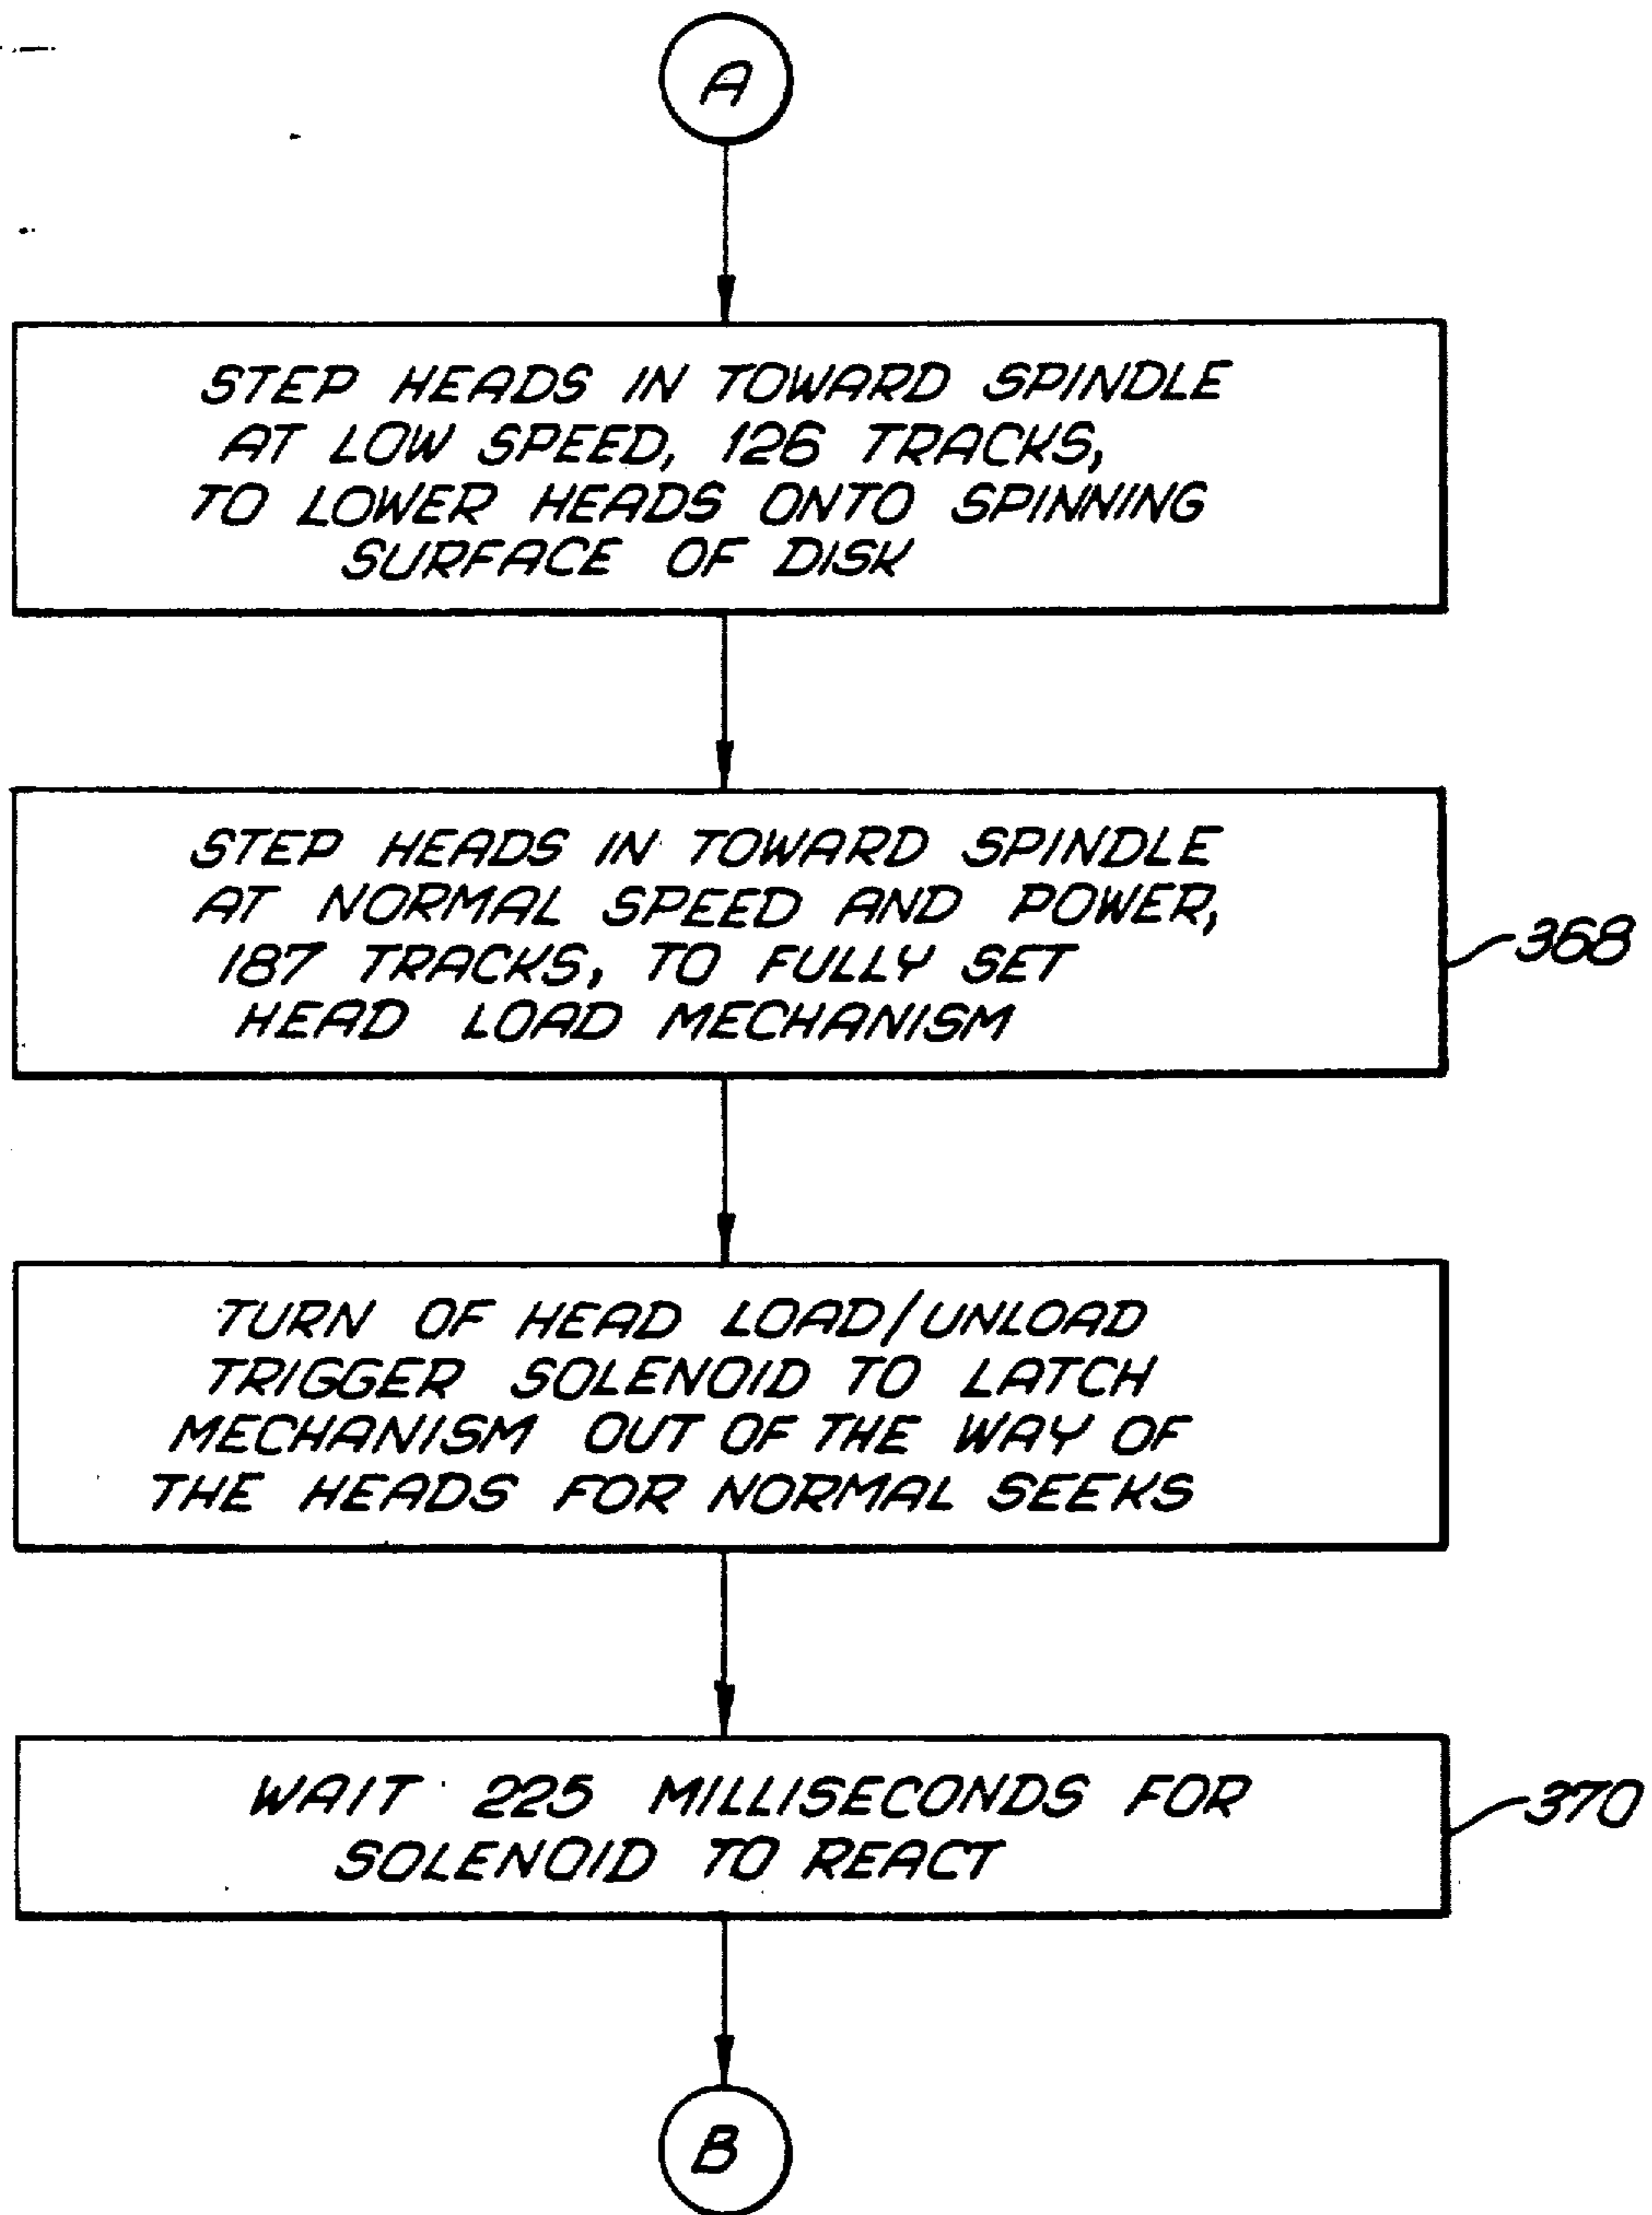 A
STEP HEADS IN TOWARD SPINDLE
AT LOW SPEED, 126 TRACKS,
TO LOWER HEADS ONTO SPINNING
SURFACE OF DISK
STEP HEADS IN TOWARD SPINDLE
AT NORMAL SPEED AND POWER,
187 TRACKS, TO FULLY SET
HEAD LOAD MECHANISM
368
TURN OF HEAD LOAD/UNLOAD
TRIGGER SOLENOID TO LATCH
MECHANISM OUT OF THE WAY OF
THE HEADS FOR NORMAL SEEKS
WAIT 225 MILLISECONDS FOR
SOLENOID TO REACT
370
B